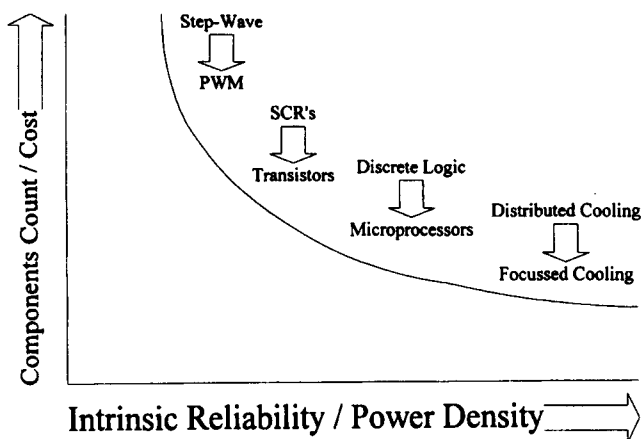 Step-Wave
PWM
SCR's
Transistors
Discrete Logic
Microprocessors
Distributed Cooling
Focussed Cooling
Components Count / Cost
Intrinsic Reliability / Power Density